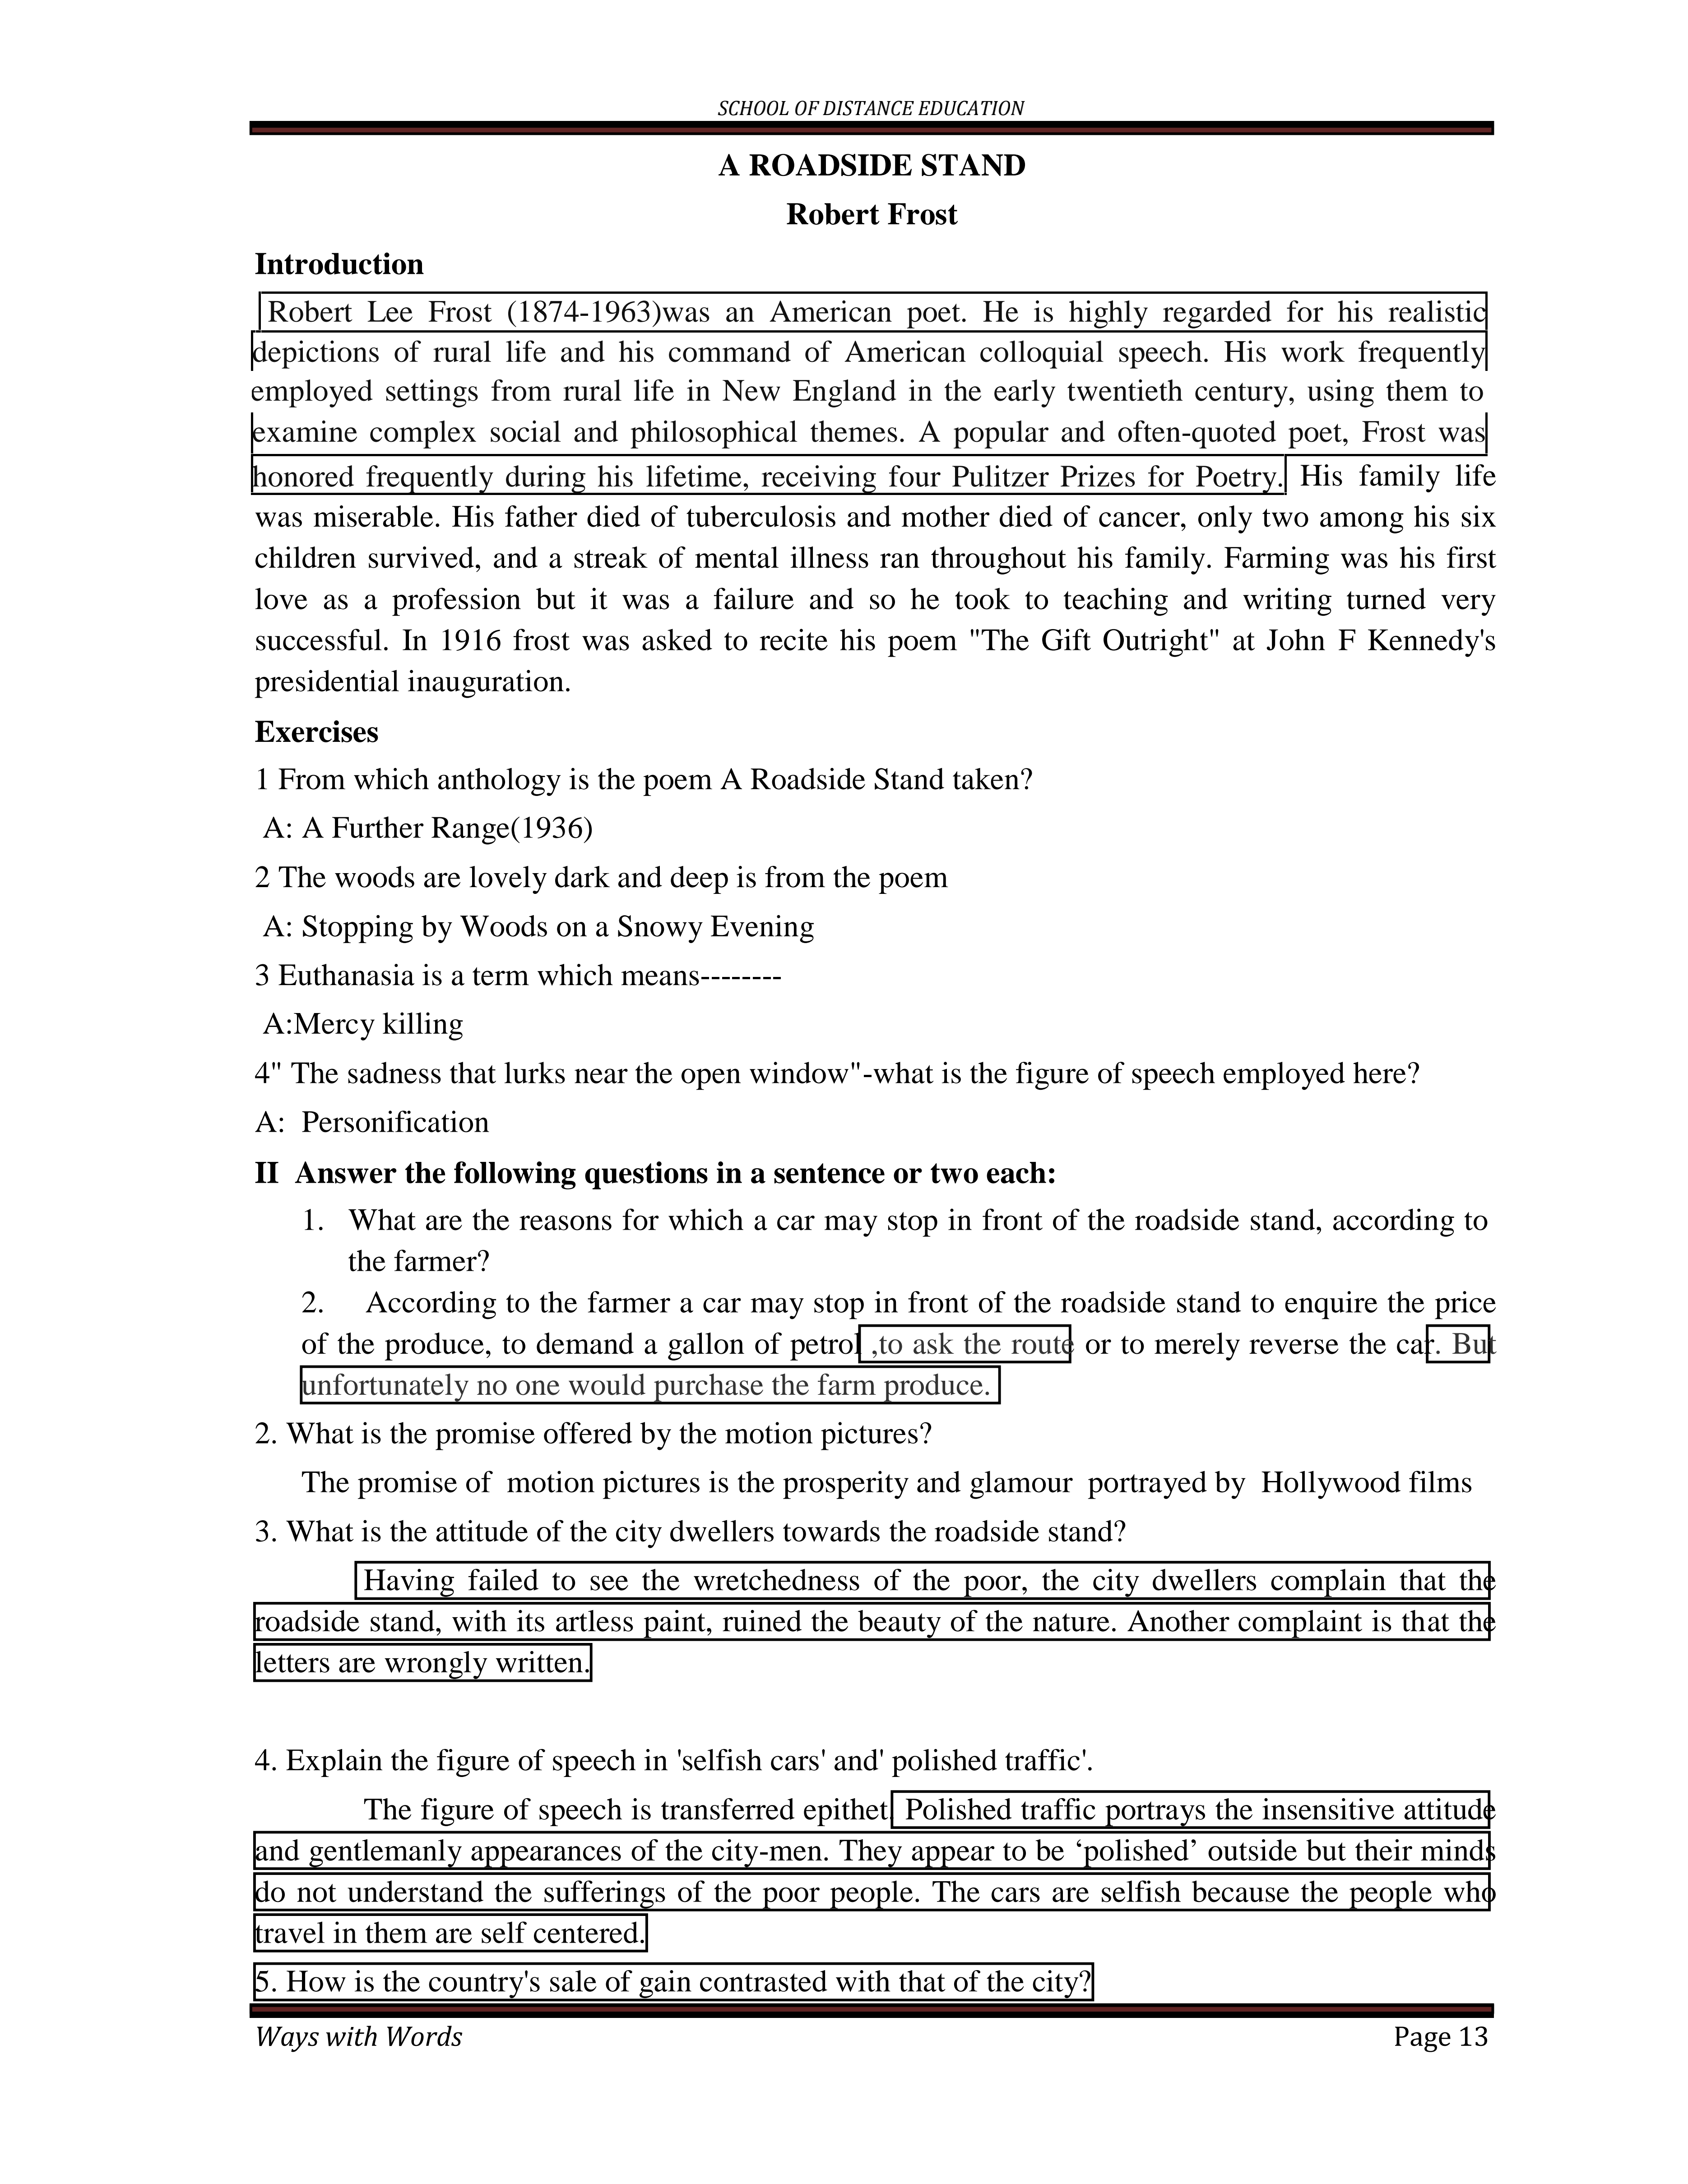 SCHOOL OF DISTANCE EDUCATION
A ROADSIDE STAND
Robert Frost
Introduction
Robert Lee Frost (1874-1963)was an American poet. He is highly regarded for his realistic
depictions of rural life and his command of American colloquial speech. His work frequently
employed settings from rural life in New England in the early twentieth century, using them to
examine complex social and philosophical themes. A popular and often-quoted poet, Frost was
honored frequently during his lifetime, receiving four Pulitzer Prizes for Poetry. His family life
was miserable. His father died of tuberculosis and mother died of cancer, only two among his six
children survived, and a streak of mental illness ran throughout his family. Farming was his first
love as a profession but it was a failure and so he took to teaching and writing turned very
successful. In 1916 frost was asked to recite his poem "The Gift Outright" at John F Kennedy's
presidential inauguration.
Exercises
1 From which anthology is the poem A Roadside Stand taken?
A: A Further Range(1936)
2 The woods are lovely dark and deep is from the poem
A: Stopping by Woods on a Snowy Evening
3 Euthanasia is a term which means--------
A:Mercy killing
4" The sadness that lurks near the open window"-what is the figure of speech employed here?
A: Personification
II Answer the following questions in a sentence or two each:
1. What are the reasons for which a car may stop in front of the roadside stand, according to
the farmer?
2. According to the farmer a car may stop in front of the roadside stand to enquire the price
of the produce, to demand a gallon of petrol ,to ask the route or to merely reverse the car. But
unfortunately no one would purchase the farm produce.
2. What is the promise offered by the motion pictures?
The promise of motion pictures is the prosperity and glamour portrayed by Hollywood films
3. What is the attitude of the city dwellers towards the roadside stand?
Having failed to see the wretchedness of the poor, the city dwellers complain that the
roadside stand, with its artless paint, ruined the beauty of the nature. Another complaint is that the
letters are wrongly written.
4. Explain the figure of speech in 'selfish cars' and' polished traffic'.
The figure of speech is transferred epithet. Polished traffic portrays the insensitive attitude
and gentlemanly appearances of the city-men. They appear to be ‘polished’ outside but their minds
do not understand the sufferings of the poor people. The cars are selfish because the people who
travel in them are self centered.
5. How is the country's sale of gain contrasted with that of the city?
Ways with Words Page 13